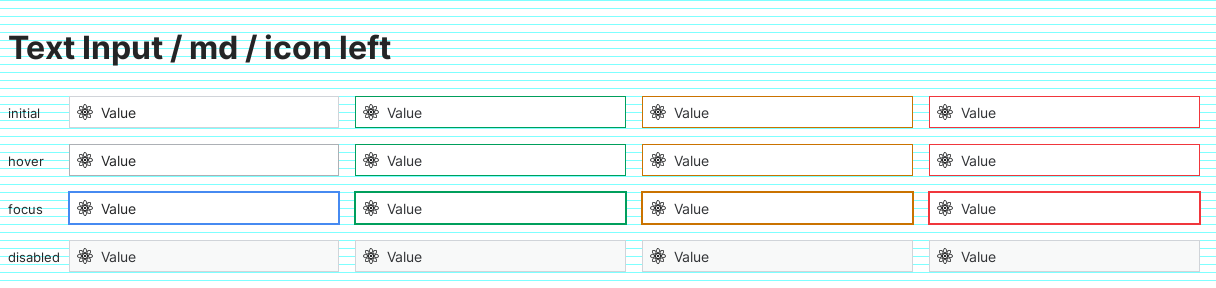 Text Input / md / icon left
initial Value Value Value Value
hover Value Value Value Value
focus Value Value Value Value
disabled Value Value Value Value